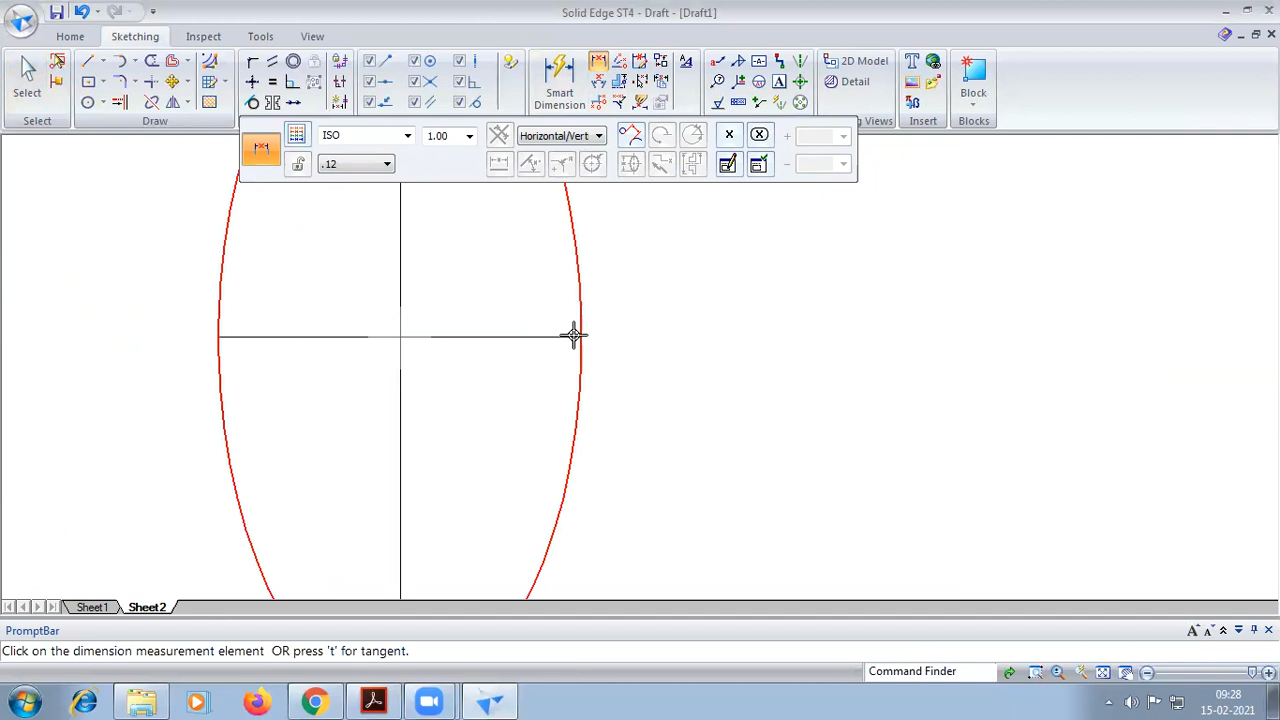 Solid Edge ST4 - Draft - [Draft1]
Home Sketching Inspect Tools View
Select
Smart Dimension
2D Model
Detail
Block
Select Draw Views Insert Blocks
ISO 1.00 Horizontal/Vert x x +
.12 -
Sheet1 Sheet2
PromptBar
Click on the dimension measurement element OR press 't' for tangent.
Command Finder
09:28
15-02-2021